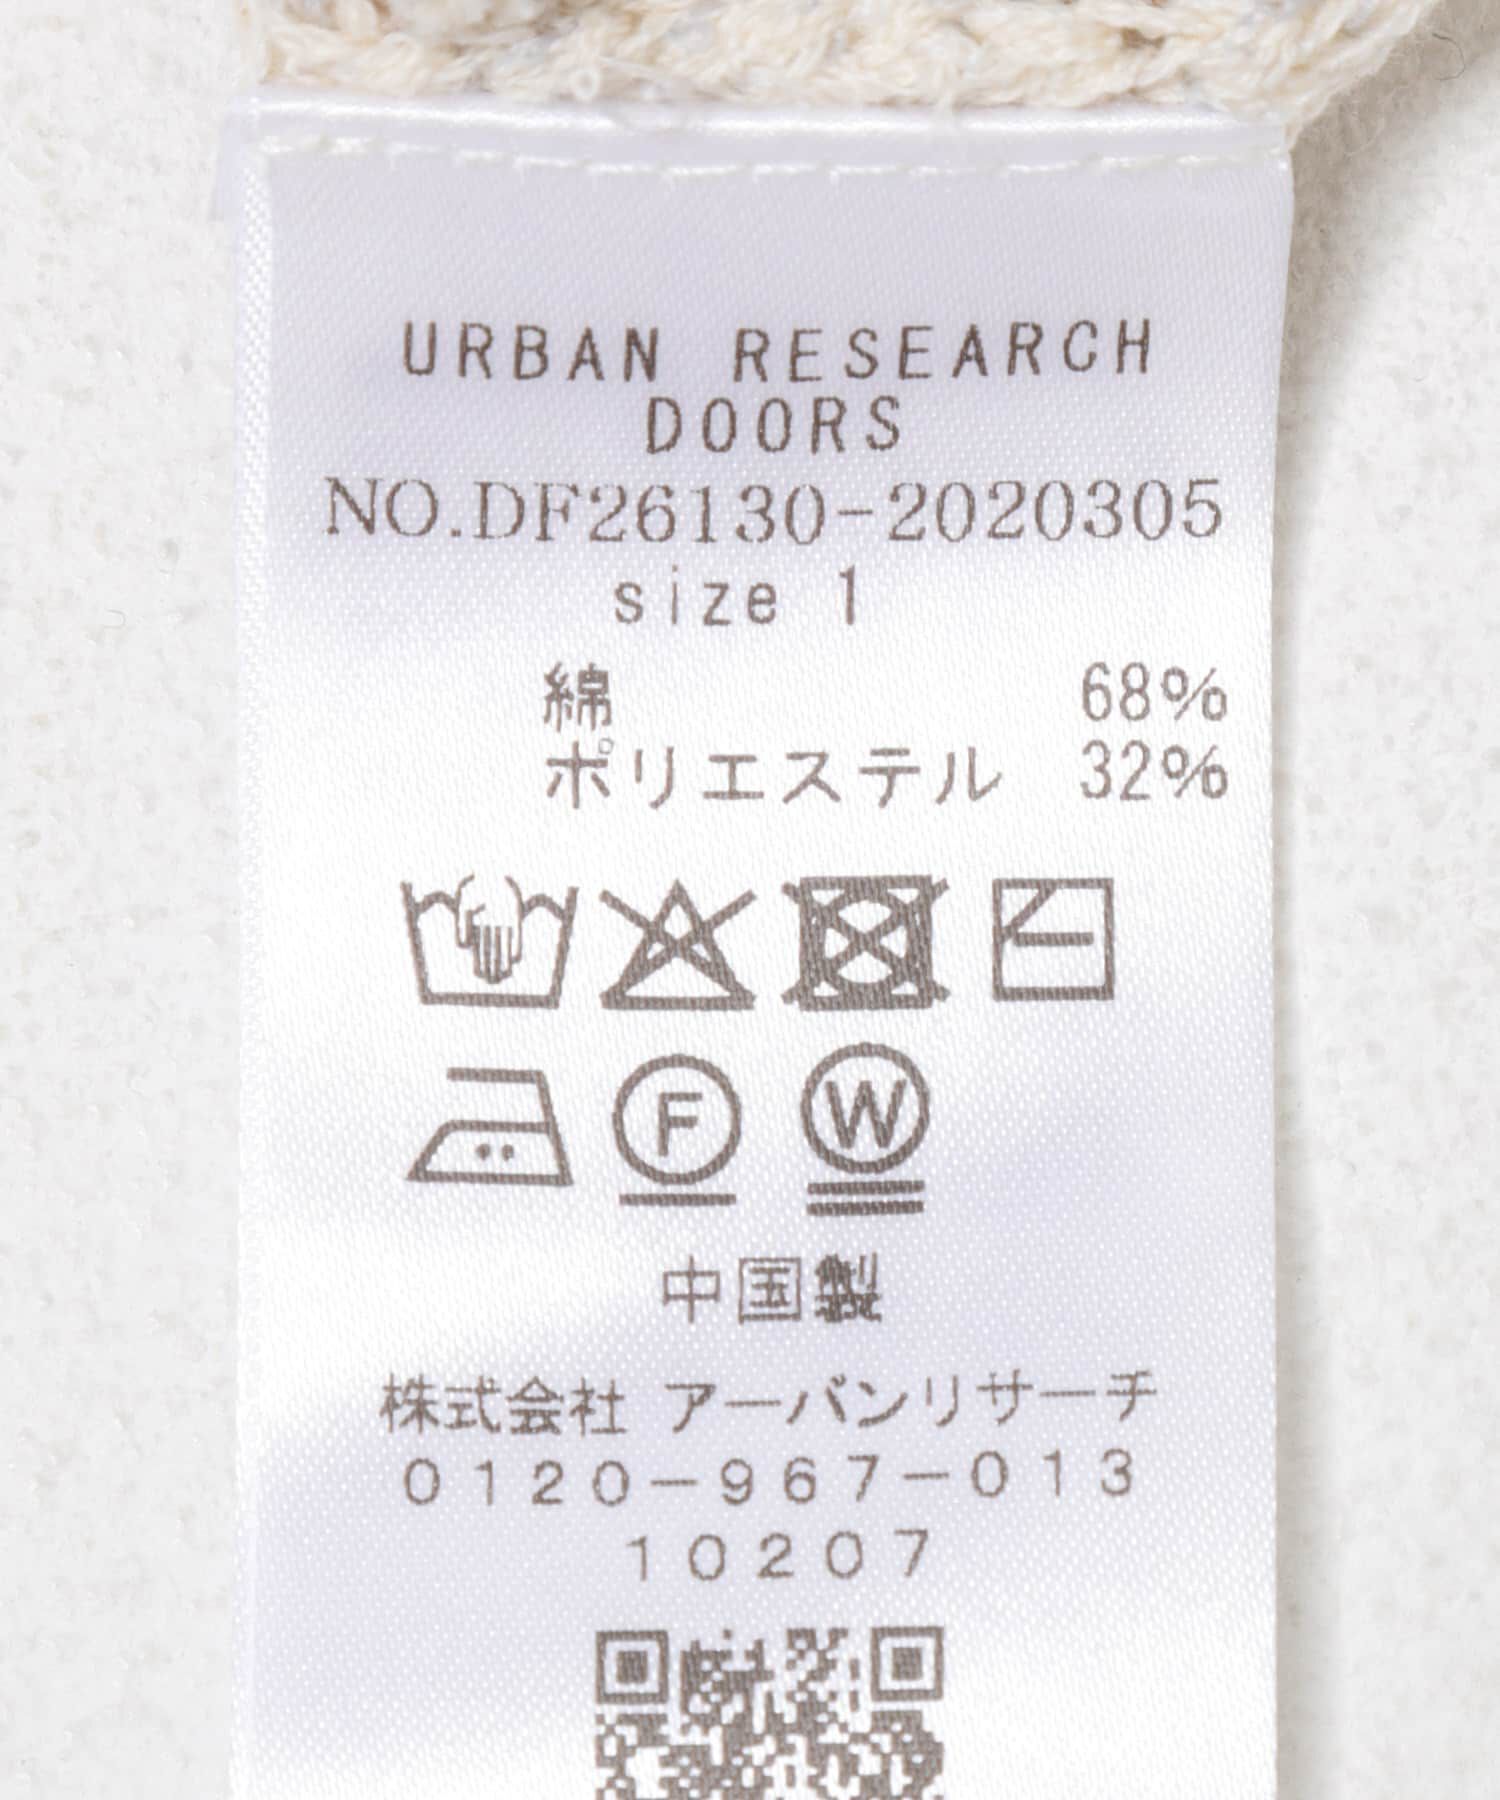 URBAN RESEARCH
DOORS
NO.DF26130-2020305
size 1
綿 68%
ポリエステル 32%
F W
中国製
株式会社 アーバンリサーチ
0120-967-013
10207